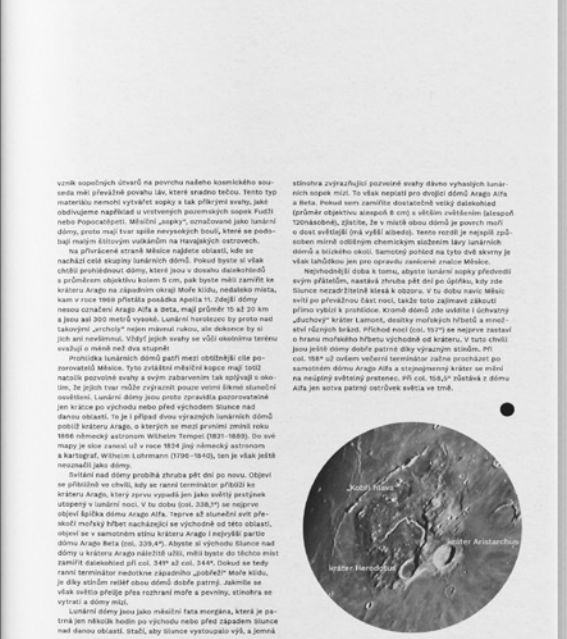 vznik sopečných útvarů na povrchu našeho kosmického sou-
seda měl převážně povahu láv, které snadno tečou. Tento typ
materiálu nemohl vytvářet sopky s tak příkrými svahy, jaké
obdivujeme například u vrstevných pozemských sopek Fudži
nebo Popocatépetl. Měsíční „sopky“, označované jako lunární
dómy, proto mají tvar spíše nevysokých boulí, které se podo-
bají malým štítovým vulkánům na Havajských ostrovech.
Na přivrácené straně Měsíce najdete oblasti, kde se
nachází celé skupiny lunárních dómů. Pokud byste si však
chtěli prohlédnout dómy, které jsou v dosahu dalekohledů
s průměrem objektivu kolem 5 cm, pak byste měli zamířit ke
kráteru Arago na západním okraji Moře klidu, nedaleko místa,
kam v roce 1969 přistála posádka Apolla 11. Zdejší dómy
nesou označení Arago Alfa a Beta, mají průměr 15 až 20 km
a jsou asi 300 metrů vysoké. Lunární horolezec by proto nad
takovými „vrcholy“ nejen mávnul rukou, ale dokonce by si
jich ani nevšimnul. Vždyť jejich svahy se vůči okolnímu terénu
svažují o méně než dva stupně!
Prohlídka lunárních dómů patří mezi obtížnější cíle po-
zorovatelů Měsíce. Tyto zvláštní měsíční kopce mají totiž
natolik pozvolné svahy a svým zabarvením tak splývají s oko-
lím, že jejich tvar může zvýraznit pouze velmi šikmé sluneční
osvětlení. Lunární dómy jsou proto zpravidla pozorovatelné
jen krátce po východu nebo před východem Slunce nad
danou oblastí. To je i případ dvou výrazných lunárních dómů
poblíž kráteru Arago, o kterých se mezi prvními zmínil roku
1866 německý astronom Wilhelm Tempel (1821–1889). Do své
mapy je sice zanesl už v roce 1824 jiný německý astronom
a kartograf, Wilhelm Lohrmann (1796–1840), ten je však ještě
neoznačil jako dómy.
Svítání nad dómy probíhá zhruba pět dní po novu. Objeví
se přibližně ve chvíli, kdy se ranní terminátor přiblíží ke
kráteru Arago, který zprvu vypadá jen jako světlý prstýnek
utopený v lunární noci. V tu dobu (col. 338,1°) se nejprve
objeví špička dómu Arago Alfa. Teprve až sluneční svit pře-
skočí mořský hřbet nacházející se východně od této oblasti,
objeví se v samotném stínu kráteru Arago i nejvyšší partie
dómu Arago Beta (col. 339,4°). Abyste si východu Slunce nad
dómy u kráteru Arago náležitě užili, měli byste do těchto míst
zamířit dalekohled při col. 341° až col. 344°. Dokud se tedy
ranní terminátor nedotkne západního „pobřeží“ Moře klidu,
je díky stínům reliéf obou dómů dobře patrný. Jakmile se
však světlo přelije přes rozhraní moře a pevniny, stínohra se
vytratí a dómy mizí.
Lunární dómy jsou jako měsíční fata morgána, která je pa-
trná jen několik hodin po východu nebo před západem Slunce
nad danou oblastí. Stačí, aby Slunce vystoupalo výš, a jemná
stínohra zvýrazňující pozvolné svahy dávno vyhaslých lunár-
ních sopek mizí. To však neplatí pro dvojici dómů Arago Alfa
a Beta. Pokud sem zamíříte dostatečně velký dalekohled
(průměr objektivu alespoň 8 cm) s větším zvětšením (alespoň
120násobné), zjistíte, že v místě obou dómů je povrch moří
o dost světlejší (má vyšší albedo). Tento rozdíl je nejspíš způ-
soben mírně odlišným chemickým složením lávy lunárních
dómů a blízkého okolí. Samotný pohled na tyto dvě skvrny je
však lahůdkou jen pro opravdu zanícené znalce Měsíce.
Nejvhodnější doba k tomu, abyste lunární sopky předvedli
svým přátelům, nastává zhruba pět dní po úplňku, kdy zde
Slunce nezadržitelně klesá k obzoru. V tu dobu navíc Měsíc
svítí po převážnou část noci, takže toto zajímavé zákoutí
přímo vybízí k prohlídce. Kromě dómů zde uvidíte i úchvatný
„duchový“ kráter Lamont, desítky mořských hřbetů a množ-
ství různých brázd. Příchod noci (col. 157°) se nejprve zastaví
o hranu mořského hřbetu východně od kráteru. V tuto chvíli
jsou ještě dómy dobře patrné díky výrazným stínům. Při
col. 158° už ovšem večerní terminátor začne procházet po
samotném dómu Arago Alfa a stejnojmenný kráter se mění
na neúplný světelný prstenec. Při col. 158,5° zůstává z dómu
Alfa jen sotva patrný ostrůvek světla ve tmě.
Kobří hlava
kráter Aristarchus
kráter Herodotus